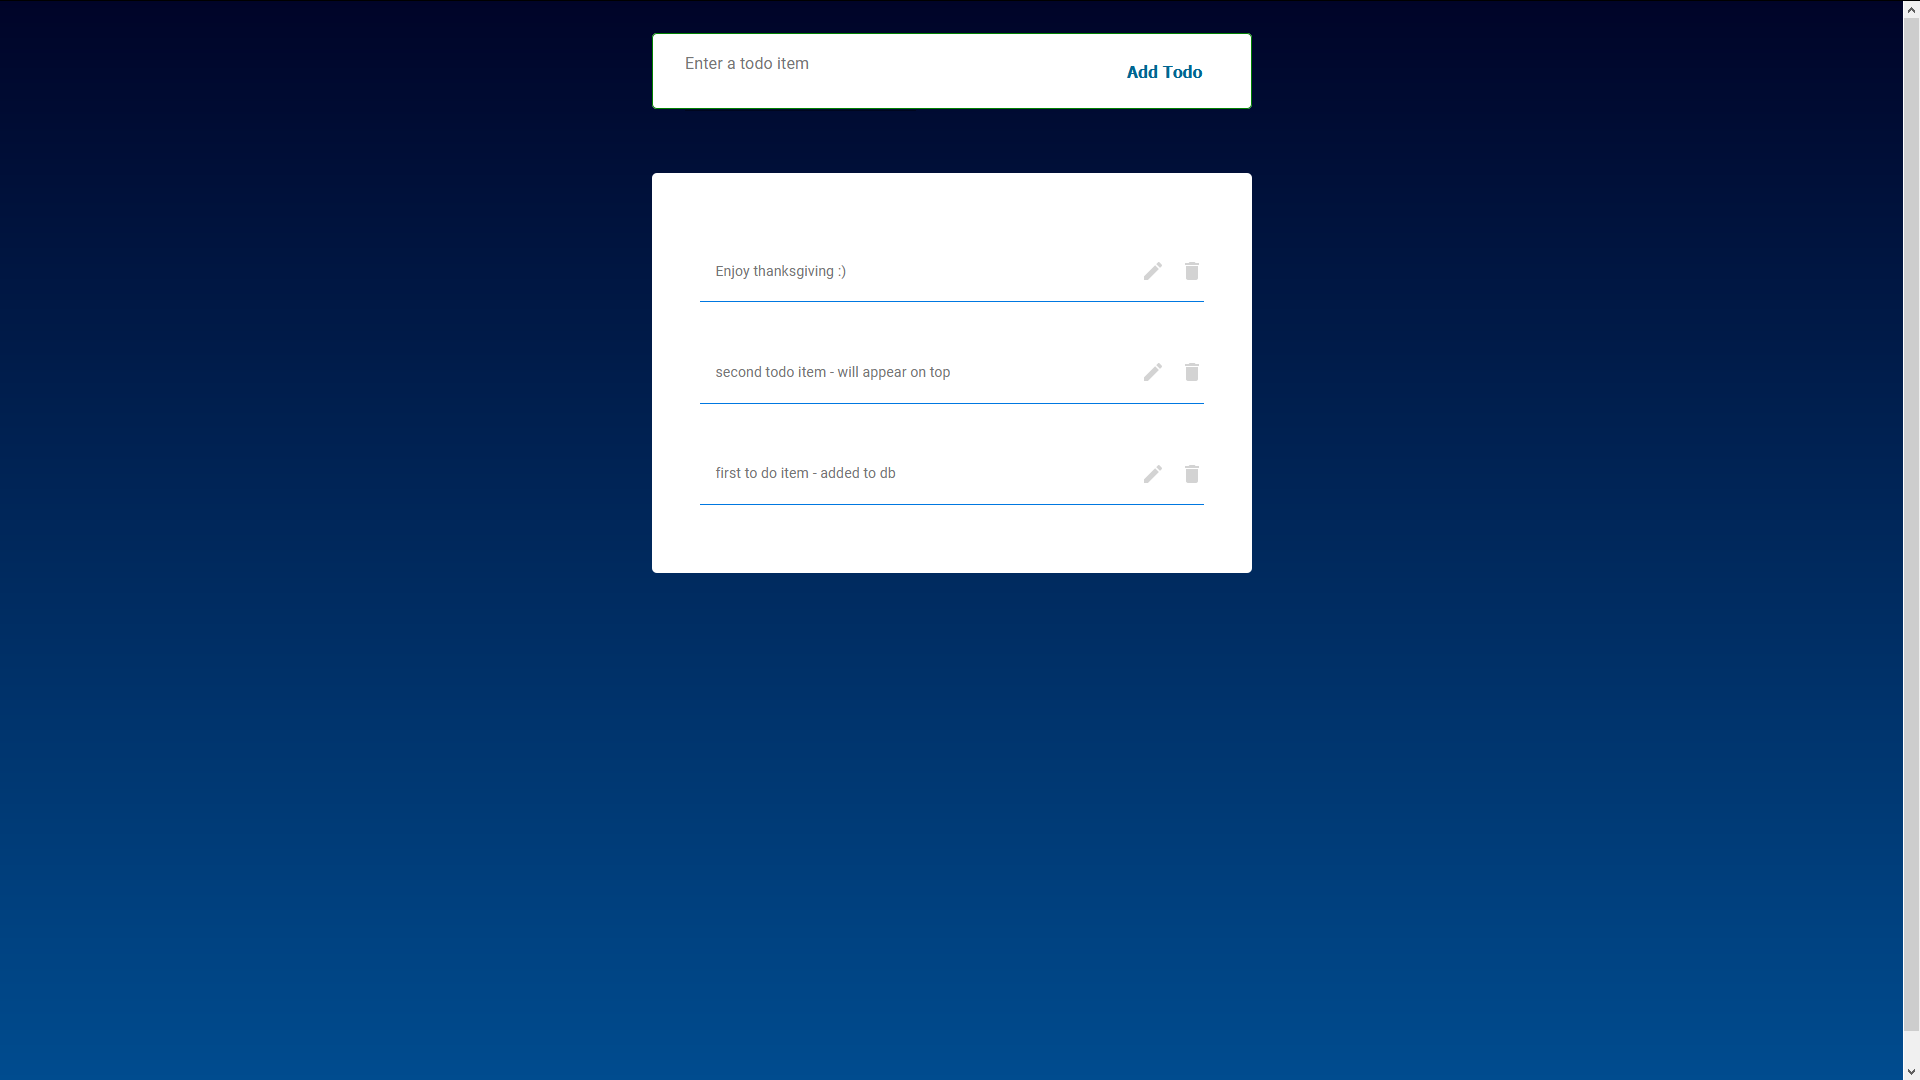 Enter a todo item
Add Todo
Enjoy thanksgiving :)
second todo item - will appear on top
first to do item - added to db